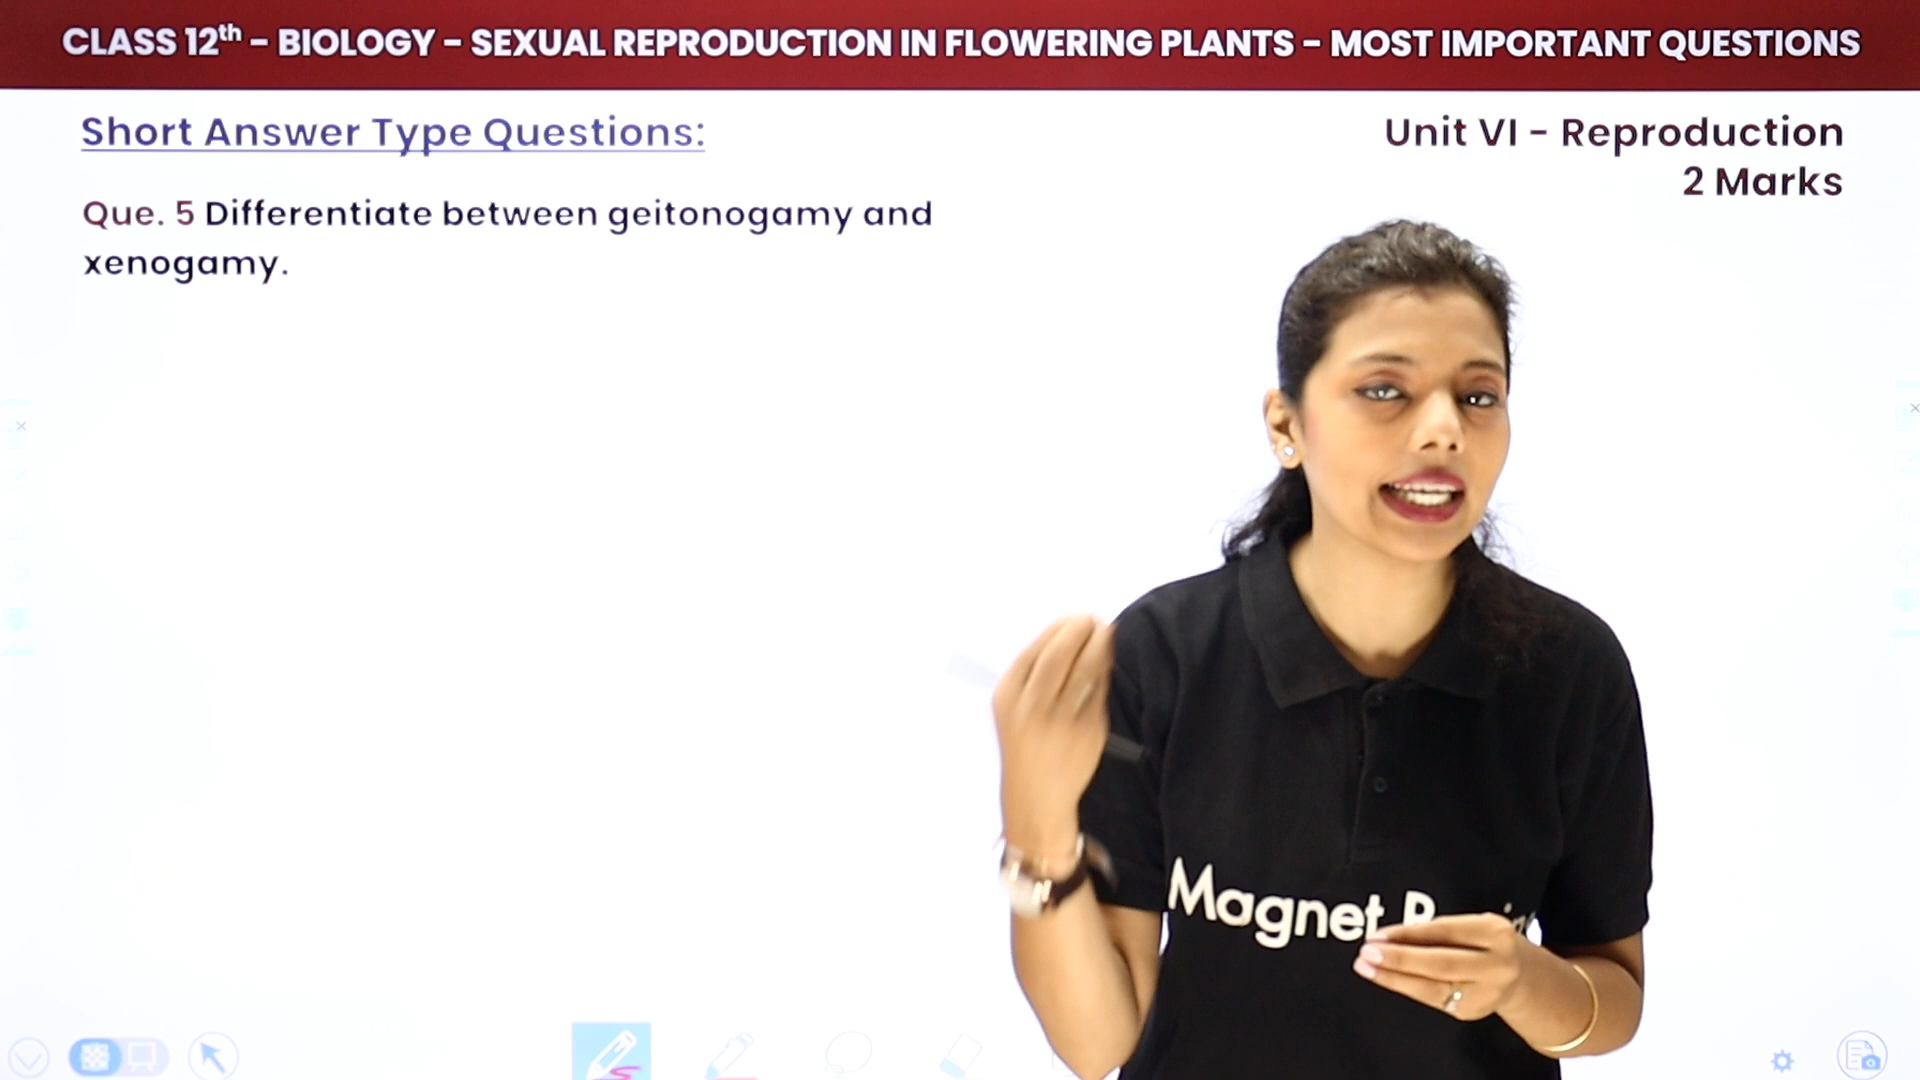 CLASS 12th - BIOLOGY - SEXUAL REPRODUCTION IN FLOWERING PLANTS - MOST IMPORTANT QUESTIONS
Short Answer Type Questions:
Unit VI - Reproduction
2 Marks
Que. 5 Differentiate between geitonogamy and
xenogamy.
Magnet